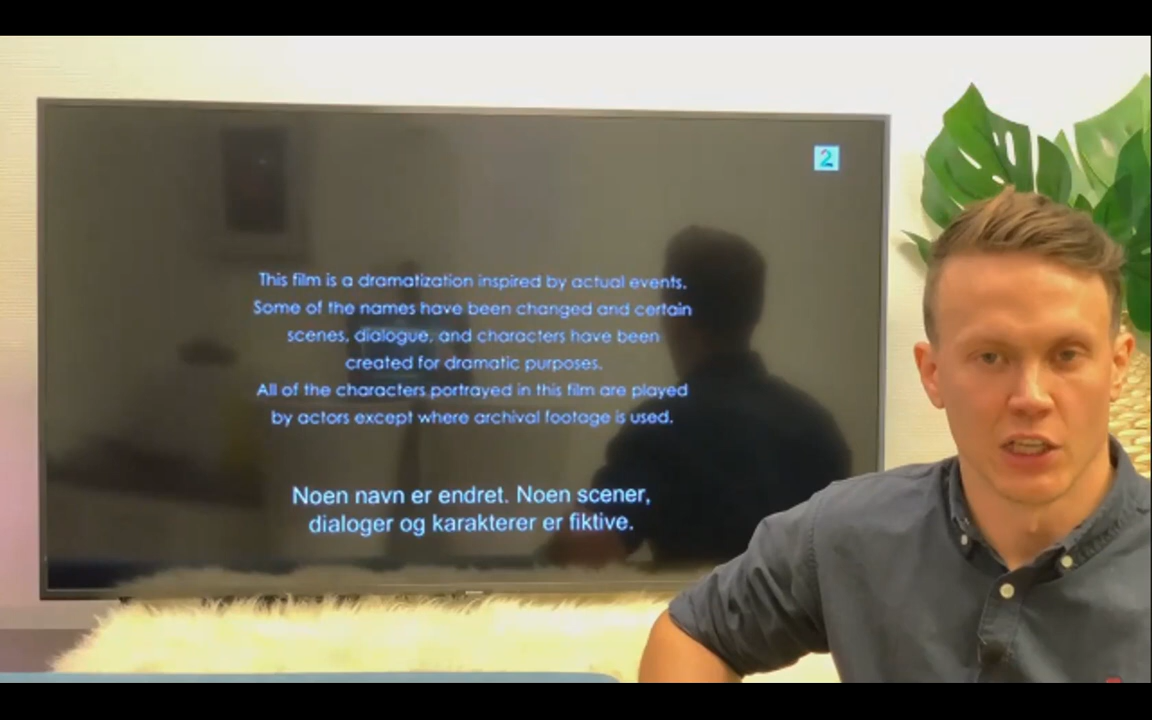 2
This film is a dramatization inspired by actual events.
Some of the names have been changed and certain
scenes, dialogue, and characters have been
created for dramatic purposes.
All of the characters portrayed in this film are played
by actors except where archival footage is used.
Noen navn er endret. Noen scener,
dialoger og karakterer er fiktive.